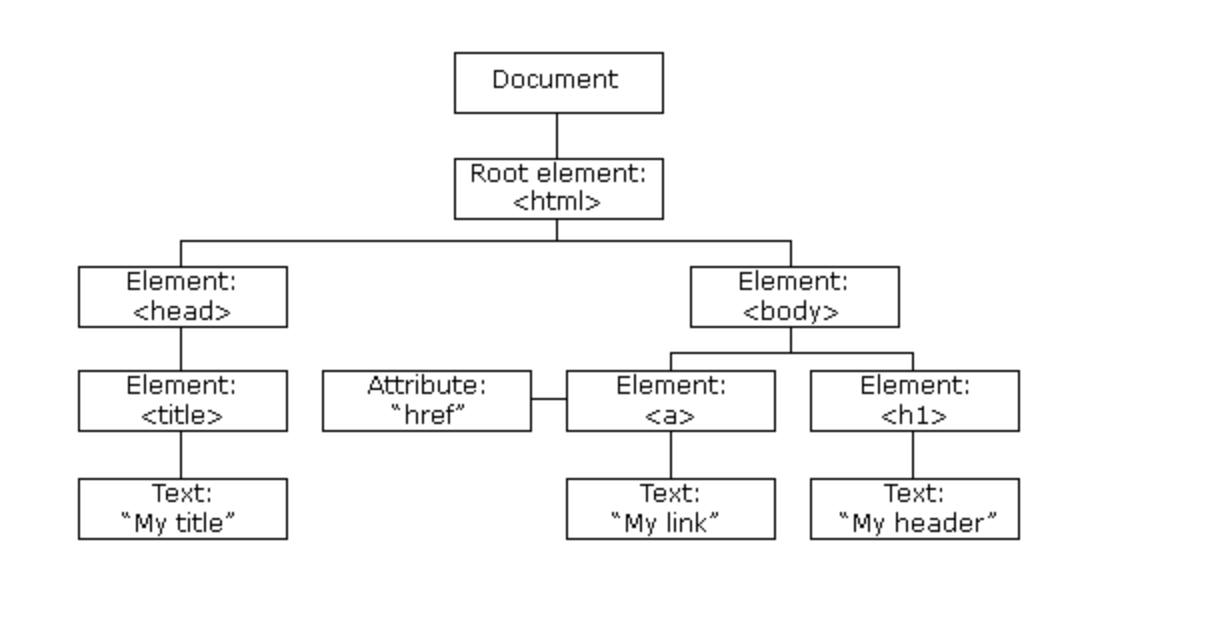 Document
Root element:
<html>
Element:
<head>
Element:
<body>
Element:
<title>
Attribute:
“href”
Element:
<a>
Element:
<h1>
Text:
“My title”
Text:
“My link”
Text:
“My header”